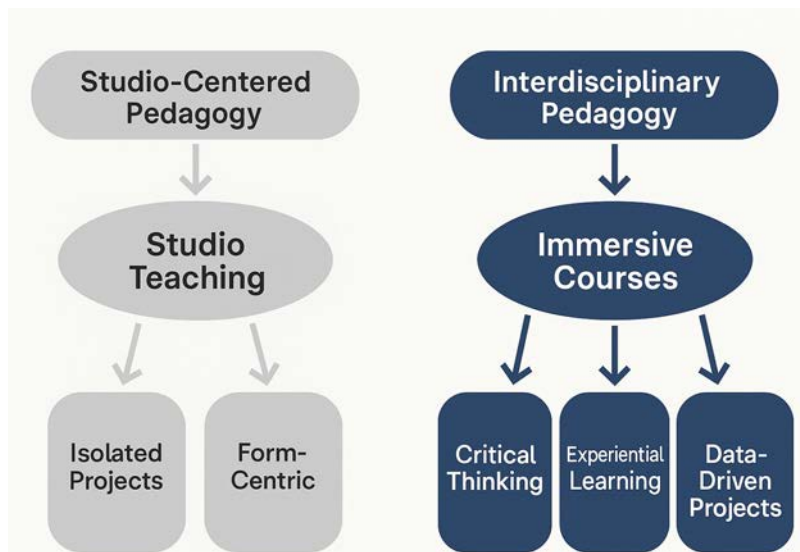 Studio-Centered
Pedagogy
Studio
Teaching
Isolated
Projects
Form-
Centric
Interdisciplinary
Pedagogy
Immersive
Courses
Critical
Thinking
Experiential
Learning
Data-
Driven
Projects